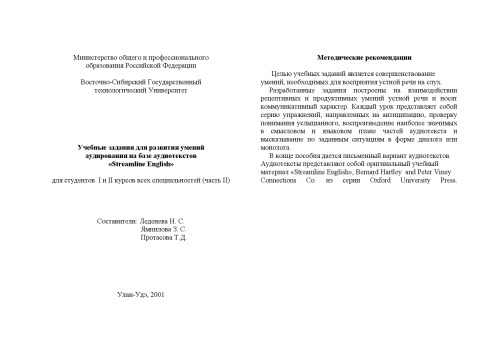 Министерство общего и профессионального
образования Российской Федерации
Восточно-Сибирский Государственный
технологический Университет
Учебные задания для развития умений
аудирования на базе аудиотекстов
«Streamline English»
для студентов I и II курсов всех специальностей (часть II)
Составители: Леденова Н. С.
Ямпилова З. С.
Протасова Т.Д.
Улан-Удэ, 2001
Методические рекомендации
Целью учебных заданий является совершенствование
умений, необходимых для восприятия устной речи на слух.
Разработанные задания построены на взаимодействии
рецептивных и продуктивных умений устной речи и носят
коммуникативный характер. Каждый урок представляет собой
серию упражнений, направленных на антиципацию, проверку
понимания услышанного, воспроизведение наиболее значимых
в смысловом и языковом плане частей аудиотекста и
высказывание по заданным ситуациям в форме диалога или
монолога.
В конце пособия дается письменный вариант аудиотекстов.
Аудиотексты представляют собой оригинальный учебный
материал «Streamline English», Bernard Hartley and Peter Viney
Connections Co. из серии Oxford University Press.